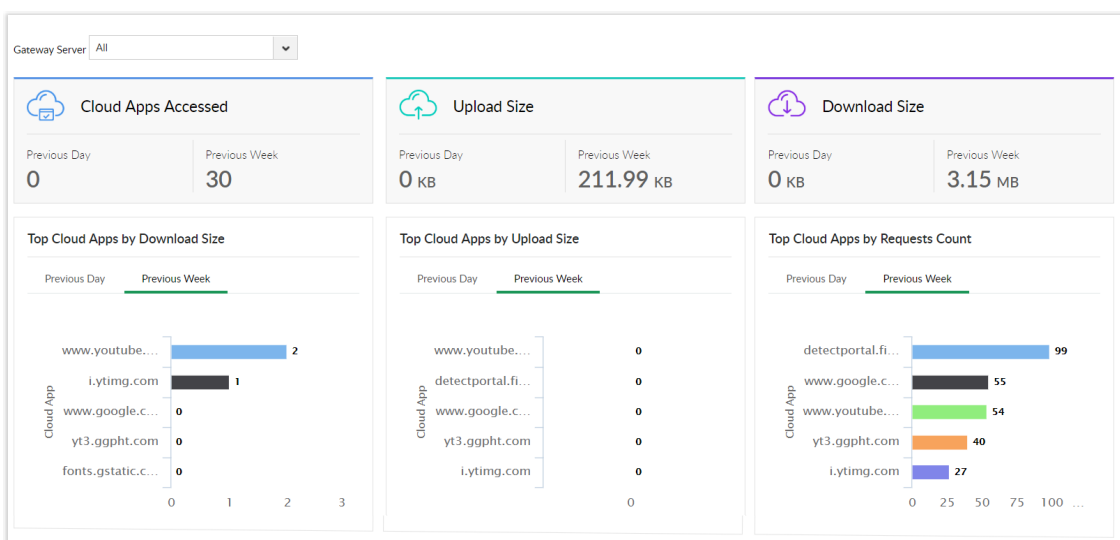 Gateway Server All
Cloud Apps Accessed
Previous Day Previous Week
0 30
Upload Size
Previous Day Previous Week
0 KB 211.99 KB
Download Size
Previous Day Previous Week
0 KB 3.15 MB
Top Cloud Apps by Download Size
Previous Day Previous Week
Cloud App
www.youtube.... 2
i.ytimg.com 1
www.google.c... 0
yt3.ggpht.com 0
fonts.gstatic.c... 0
0 1 2 3
Top Cloud Apps by Upload Size
Previous Day Previous Week
Cloud App
www.youtube.... 0
detectportal.fi... 0
www.google.c... 0
yt3.ggpht.com 0
i.ytimg.com 0
0
Top Cloud Apps by Requests Count
Previous Day Previous Week
Cloud App
detectportal.fi... 99
www.google.c... 55
www.youtube.... 54
yt3.ggpht.com 40
i.ytimg.com 27
0 25 50 75 100 ...